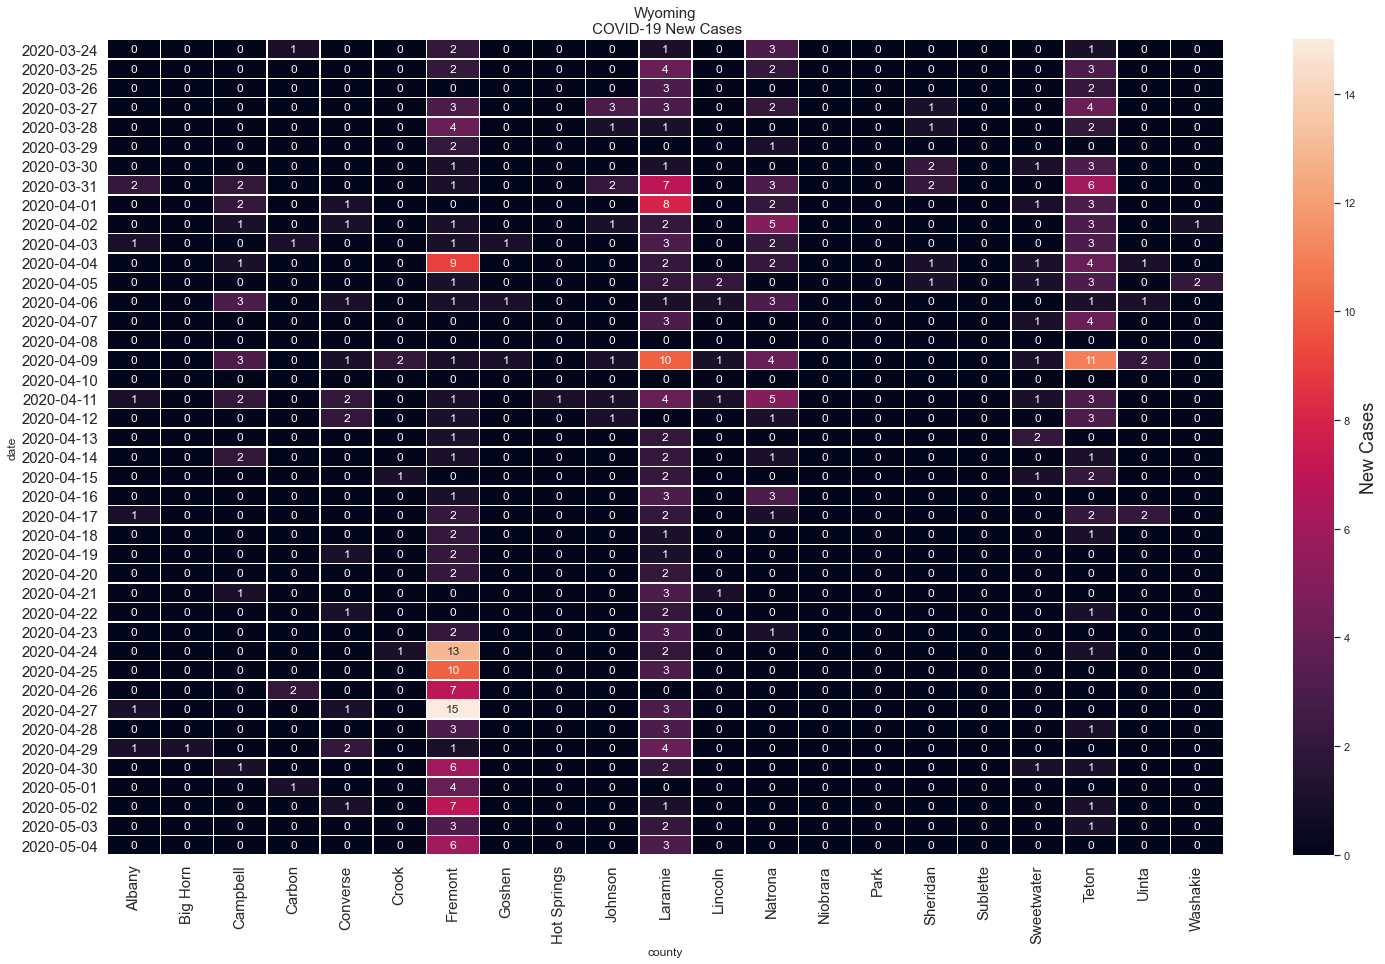 Wyoming
COVID-19 New Cases
2020-03-24 0 0 0 1 0 0 2 0 0 0 1 0 3 0 0 0 0 0 1 0 0
2020-03-25 0 0 0 0 0 0 2 0 0 0 4 0 2 0 0 0 0 0 3 0 0
2020-03-26 0 0 0 0 0 0 0 0 0 0 3 0 0 0 0 0 0 0 2 0 0
2020-03-27 0 0 0 0 0 0 3 0 0 3 3 0 2 0 0 1 0 0 4 0 0
2020-03-28 0 0 0 0 0 0 4 0 0 1 1 0 0 0 0 1 0 0 2 0 0
2020-03-29 0 0 0 0 0 0 2 0 0 0 0 0 1 0 0 0 0 0 0 0 0
2020-03-30 0 0 0 0 0 0 1 0 0 0 1 0 0 0 0 2 0 1 3 0 0
2020-03-31 2 0 2 0 0 0 1 0 0 2 7 0 3 0 0 2 0 0 6 0 0
2020-04-01 0 0 2 0 1 0 0 0 0 0 8 0 2 0 0 0 0 1 3 0 0
2020-04-02 0 0 1 0 1 0 1 0 0 1 2 0 5 0 0 0 0 0 3 0 1
2020-04-03 1 0 0 1 0 0 1 1 0 0 3 0 2 0 0 0 0 0 3 0 0
2020-04-04 0 0 1 0 0 0 9 0 0 0 2 0 2 0 0 1 0 1 4 1 0
2020-04-05 0 0 0 0 0 0 1 0 0 0 2 2 0 0 0 1 0 1 3 0 2
2020-04-06 0 0 3 0 1 0 1 1 0 0 1 1 3 0 0 0 0 0 1 1 0
2020-04-07 0 0 0 0 0 0 0 0 0 0 3 0 0 0 0 0 0 1 4 0 0
2020-04-08 0 0 0 0 0 0 0 0 0 0 0 0 0 0 0 0 0 0 0 0 0
2020-04-09 0 0 3 0 1 2 1 1 0 1 10 1 4 0 0 0 0 1 11 2 0
2020-04-10 0 0 0 0 0 0 0 0 0 0 0 0 0 0 0 0 0 0 0 0 0
2020-04-11 1 0 2 0 2 0 1 0 1 1 4 1 5 0 0 0 0 1 3 0 0
2020-04-12 0 0 0 0 2 0 1 0 0 1 0 0 1 0 0 0 0 0 3 0 0
2020-04-13 0 0 0 0 0 0 1 0 0 0 2 0 0 0 0 0 0 2 0 0 0
2020-04-14 0 0 2 0 0 0 1 0 0 0 2 0 1 0 0 0 0 0 1 0 0
2020-04-15 0 0 0 0 0 1 0 0 0 0 2 0 0 0 0 0 0 1 2 0 0
2020-04-16 0 0 0 0 0 0 1 0 0 0 3 0 3 0 0 0 0 0 0 0 0
2020-04-17 1 0 0 0 0 0 2 0 0 0 2 0 1 0 0 0 0 0 2 2 0
2020-04-18 0 0 0 0 0 0 2 0 0 0 1 0 0 0 0 0 0 0 1 0 0
2020-04-19 0 0 0 0 1 0 2 0 0 0 1 0 0 0 0 0 0 0 0 0 0
2020-04-20 0 0 0 0 0 0 2 0 0 0 2 0 0 0 0 0 0 0 0 0 0
2020-04-21 0 0 1 0 0 0 0 0 0 0 3 1 0 0 0 0 0 0 0 0 0
2020-04-22 0 0 0 0 1 0 0 0 0 0 2 0 0 0 0 0 0 0 1 0 0
2020-04-23 0 0 0 0 0 0 2 0 0 0 3 0 1 0 0 0 0 0 0 0 0
2020-04-24 0 0 0 0 0 1 13 0 0 0 2 0 0 0 0 0 0 0 1 0 0
2020-04-25 0 0 0 0 0 0 10 0 0 0 3 0 0 0 0 0 0 0 0 0 0
2020-04-26 0 0 0 2 0 0 7 0 0 0 0 0 0 0 0 0 0 0 0 0 0
2020-04-27 1 0 0 0 1 0 15 0 0 0 3 0 0 0 0 0 0 0 0 0 0
2020-04-28 0 0 0 0 0 0 3 0 0 0 3 0 0 0 0 0 0 0 1 0 0
2020-04-29 1 1 0 0 2 0 1 0 0 0 4 0 0 0 0 0 0 0 0 0 0
2020-04-30 0 0 1 0 0 0 6 0 0 0 2 0 0 0 0 0 0 1 1 0 0
2020-05-01 0 0 0 1 0 0 4 0 0 0 0 0 0 0 0 0 0 0 0 0 0
2020-05-02 0 0 0 0 1 0 7 0 0 0 1 0 0 0 0 0 0 0 1 0 0
2020-05-03 0 0 0 0 0 0 3 0 0 0 2 0 0 0 0 0 0 0 1 0 0
2020-05-04 0 0 0 0 0 0 6 0 0 0 3 0 0 0 0 0 0 0 0 0 0
date
Albany
Big Horn
Campbell
Carbon
Converse
Crook
Fremont
Goshen
Hot Springs
Johnson
Laramie
Lincoln
Natrona
Niobrara
Park
Sheridan
Sublette
Sweetwater
Teton
Uinta
Washakie
county
14
12
10
8
6
4
2
0
New Cases